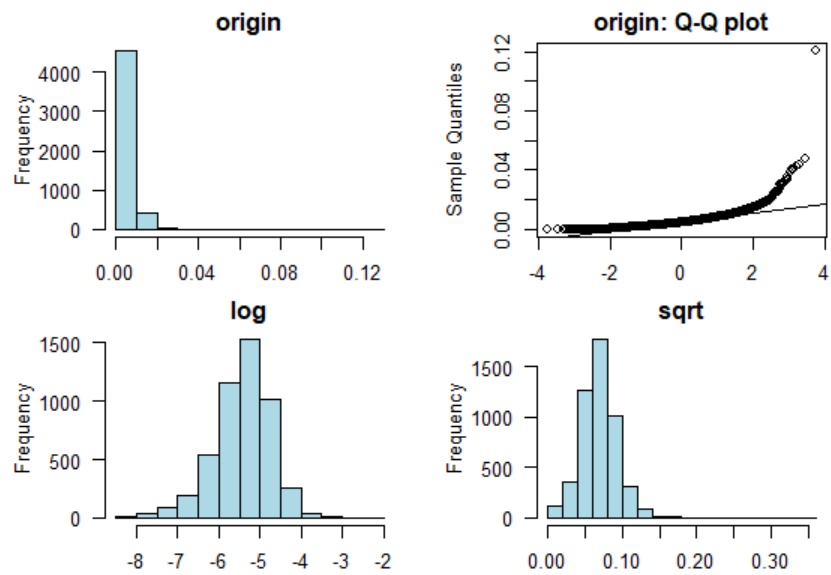 origin
Frequency
4000
3000
2000
1000
0
0.00 0.04 0.08 0.12
origin: Q-Q plot
Sample Quantiles
0.12
0.08
0.04
0.00
-4 -2 0 2 4
log
Frequency
1500
1000
500
0
-8 -7 -6 -5 -4 -3 -2
sqrt
Frequency
1500
1000
500
0
0.00 0.10 0.20 0.30